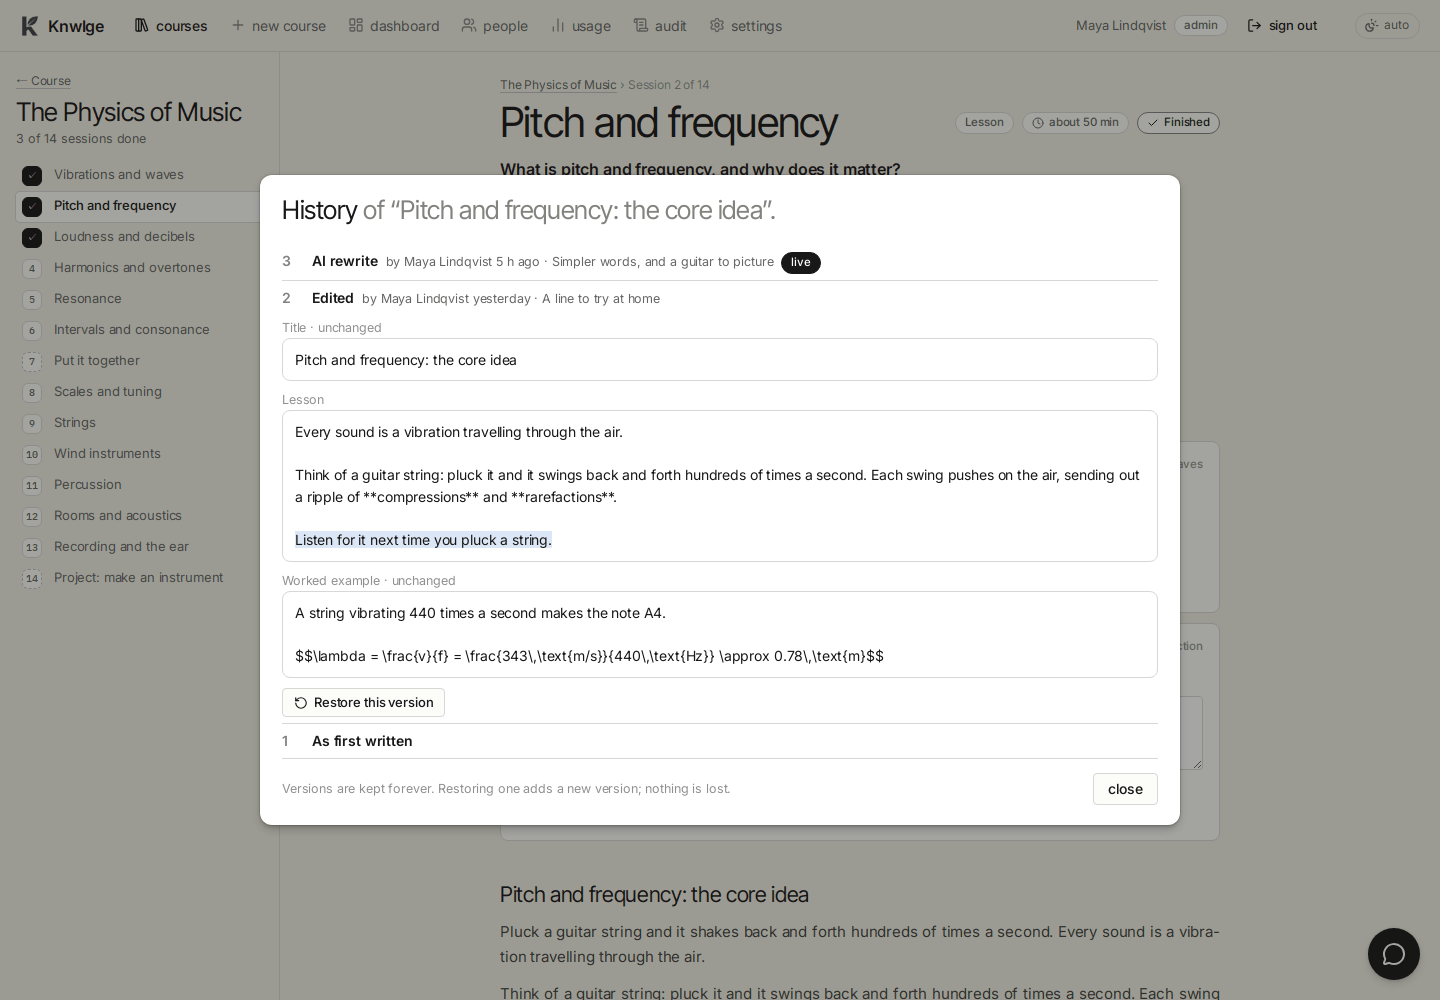 Knwlge courses new course dashboard people usage audit settings Maya Lindqvist admin sign out auto
← Course
The Physics of Music
3 of 14 sessions done
✓ Vibrations and waves
✓ Pitch and frequency
✓ Loudness and decibels
4 Harmonics and overtones
5 Resonance
6 Intervals and consonance
7 Put it together
8 Scales and tuning
9 Strings
10 Wind instruments
11 Percussion
12 Rooms and acoustics
13 Recording and the ear
14 Project: make an instrument
The Physics of Music › Session 2 of 14
Pitch and frequency
Lesson about 50 min ✓ Finished
What is pitch and frequency, and why does it matter?
History of “Pitch and frequency: the core idea”.
3 AI rewrite by Maya Lindqvist 5 h ago · Simpler words, and a guitar to picture live
2 Edited by Maya Lindqvist yesterday · A line to try at home
Title · unchanged
Pitch and frequency: the core idea
Lesson
Every sound is a vibration travelling through the air.
Think of a guitar string: pluck it and it swings back and forth hundreds of times a second. Each swing pushes on the air, sending out
a ripple of **compressions** and **rarefactions**.
Listen for it next time you pluck a string.
Worked example · unchanged
A string vibrating 440 times a second makes the note A4.
$$\lambda = \frac{v}{f} = \frac{343\,\text{m/s}}{440\,\text{Hz}} \approx 0.78\,\text{m}$$
Restore this version
1 As first written
Versions are kept forever. Restoring one adds a new version; nothing is lost.
close
Pitch and frequency: the core idea
Pluck a guitar string and it shakes back and forth hundreds of times a second. Every sound is a vibra-
tion travelling through the air.
Think of a guitar string: pluck it and it swings back and forth hundreds of times a second. Each swing